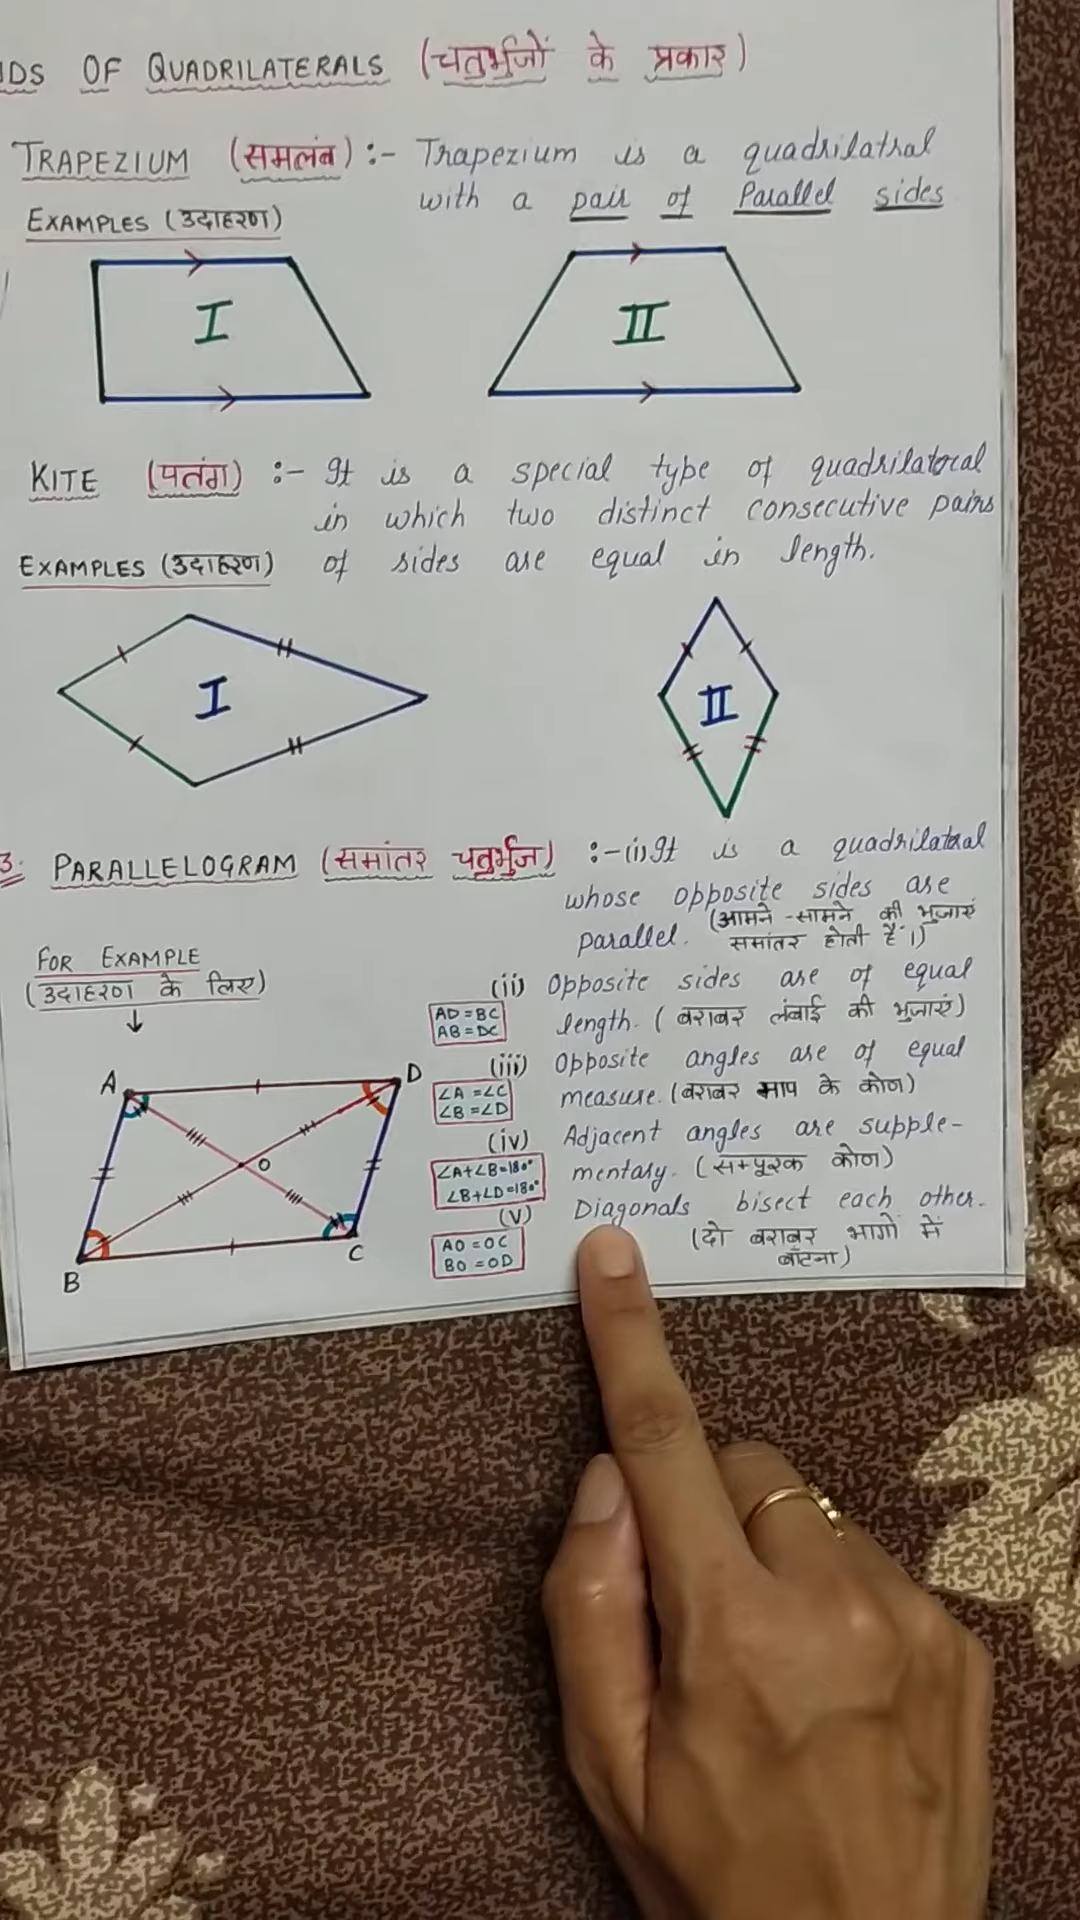 OF QUADRILATERALS (चतुर्भुजों के प्रकार)
TRAPEZIUM (समलंब) :- Trapezium is a quadrilatral
with a pair of Parallel sides
EXAMPLES (उदाहरण)
I
II
KITE (पतंग) :- It is a special type of quadrilateral
in which two distinct consecutive pairs
EXAMPLES (उदाहरण) of sides are equal in length.
I
II
3. PARALLELOGRAM (समांतर चतुर्भुज) :- (i) It is a quadrilateral
whose opposite sides are
parallel. (आमने-सामने की भुजाएं
समांतर होती हैं।)
FOR EXAMPLE
(उदाहरण के लिए)
(ii) Opposite sides are of equal
AD = BC
AB = DC
length. (बराबर लंबाई की भुजाएं)
(iii) Opposite angles are of equal
∠A = ∠C
∠B = ∠D
measure. (बराबर माप के कोण)
(iv) Adjacent angles are supple-
∠A+∠B=180°
∠B+∠D=180°
mentary. (सम्पूरक कोण)
(v) Diagonals bisect each other.
AO = OC
BO = OD
(दो बराबर भागों में
बाँटना)
A
D
O
B
C